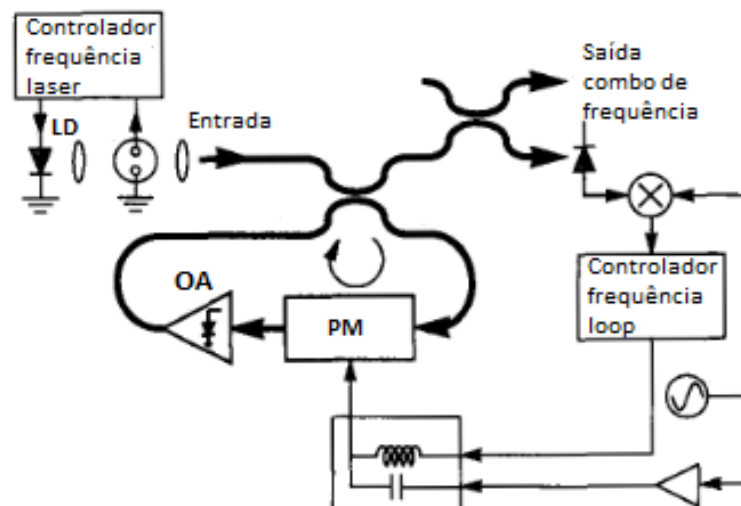 Controlador
frequência
laser
LD
Entrada
Saída
combo de
frequência
OA
PM
Controlador
frequência
loop